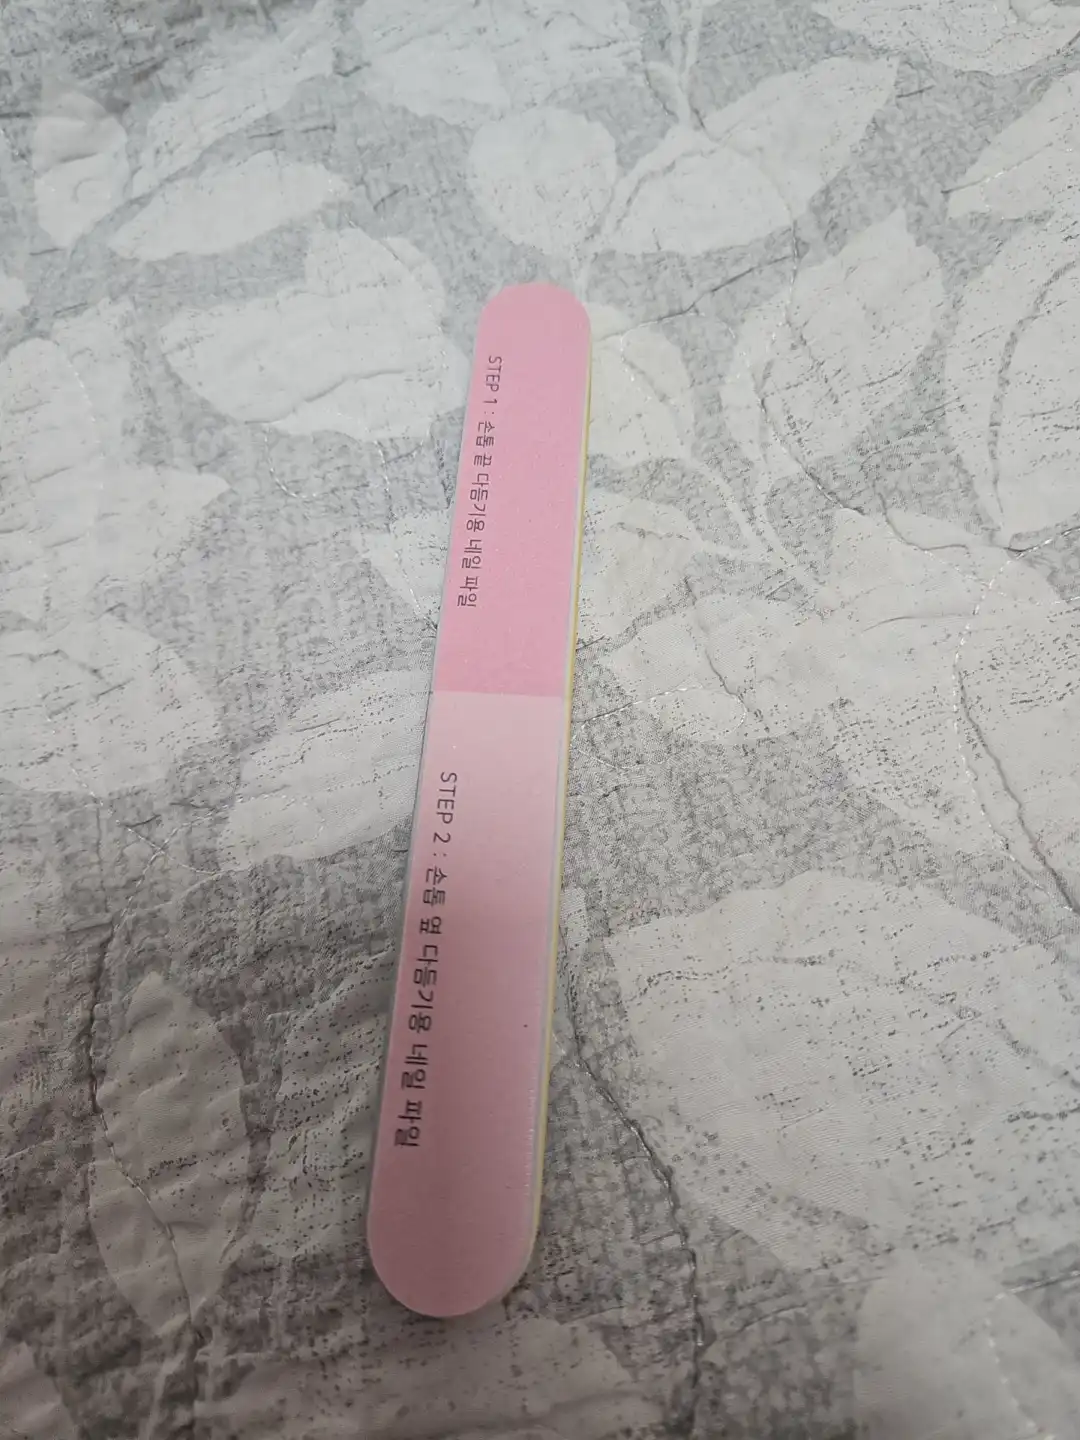 STEP 1 : 손톱 끝 다듬기용 네일 파일
STEP 2 : 손톱 옆 다듬기용 네일 파일